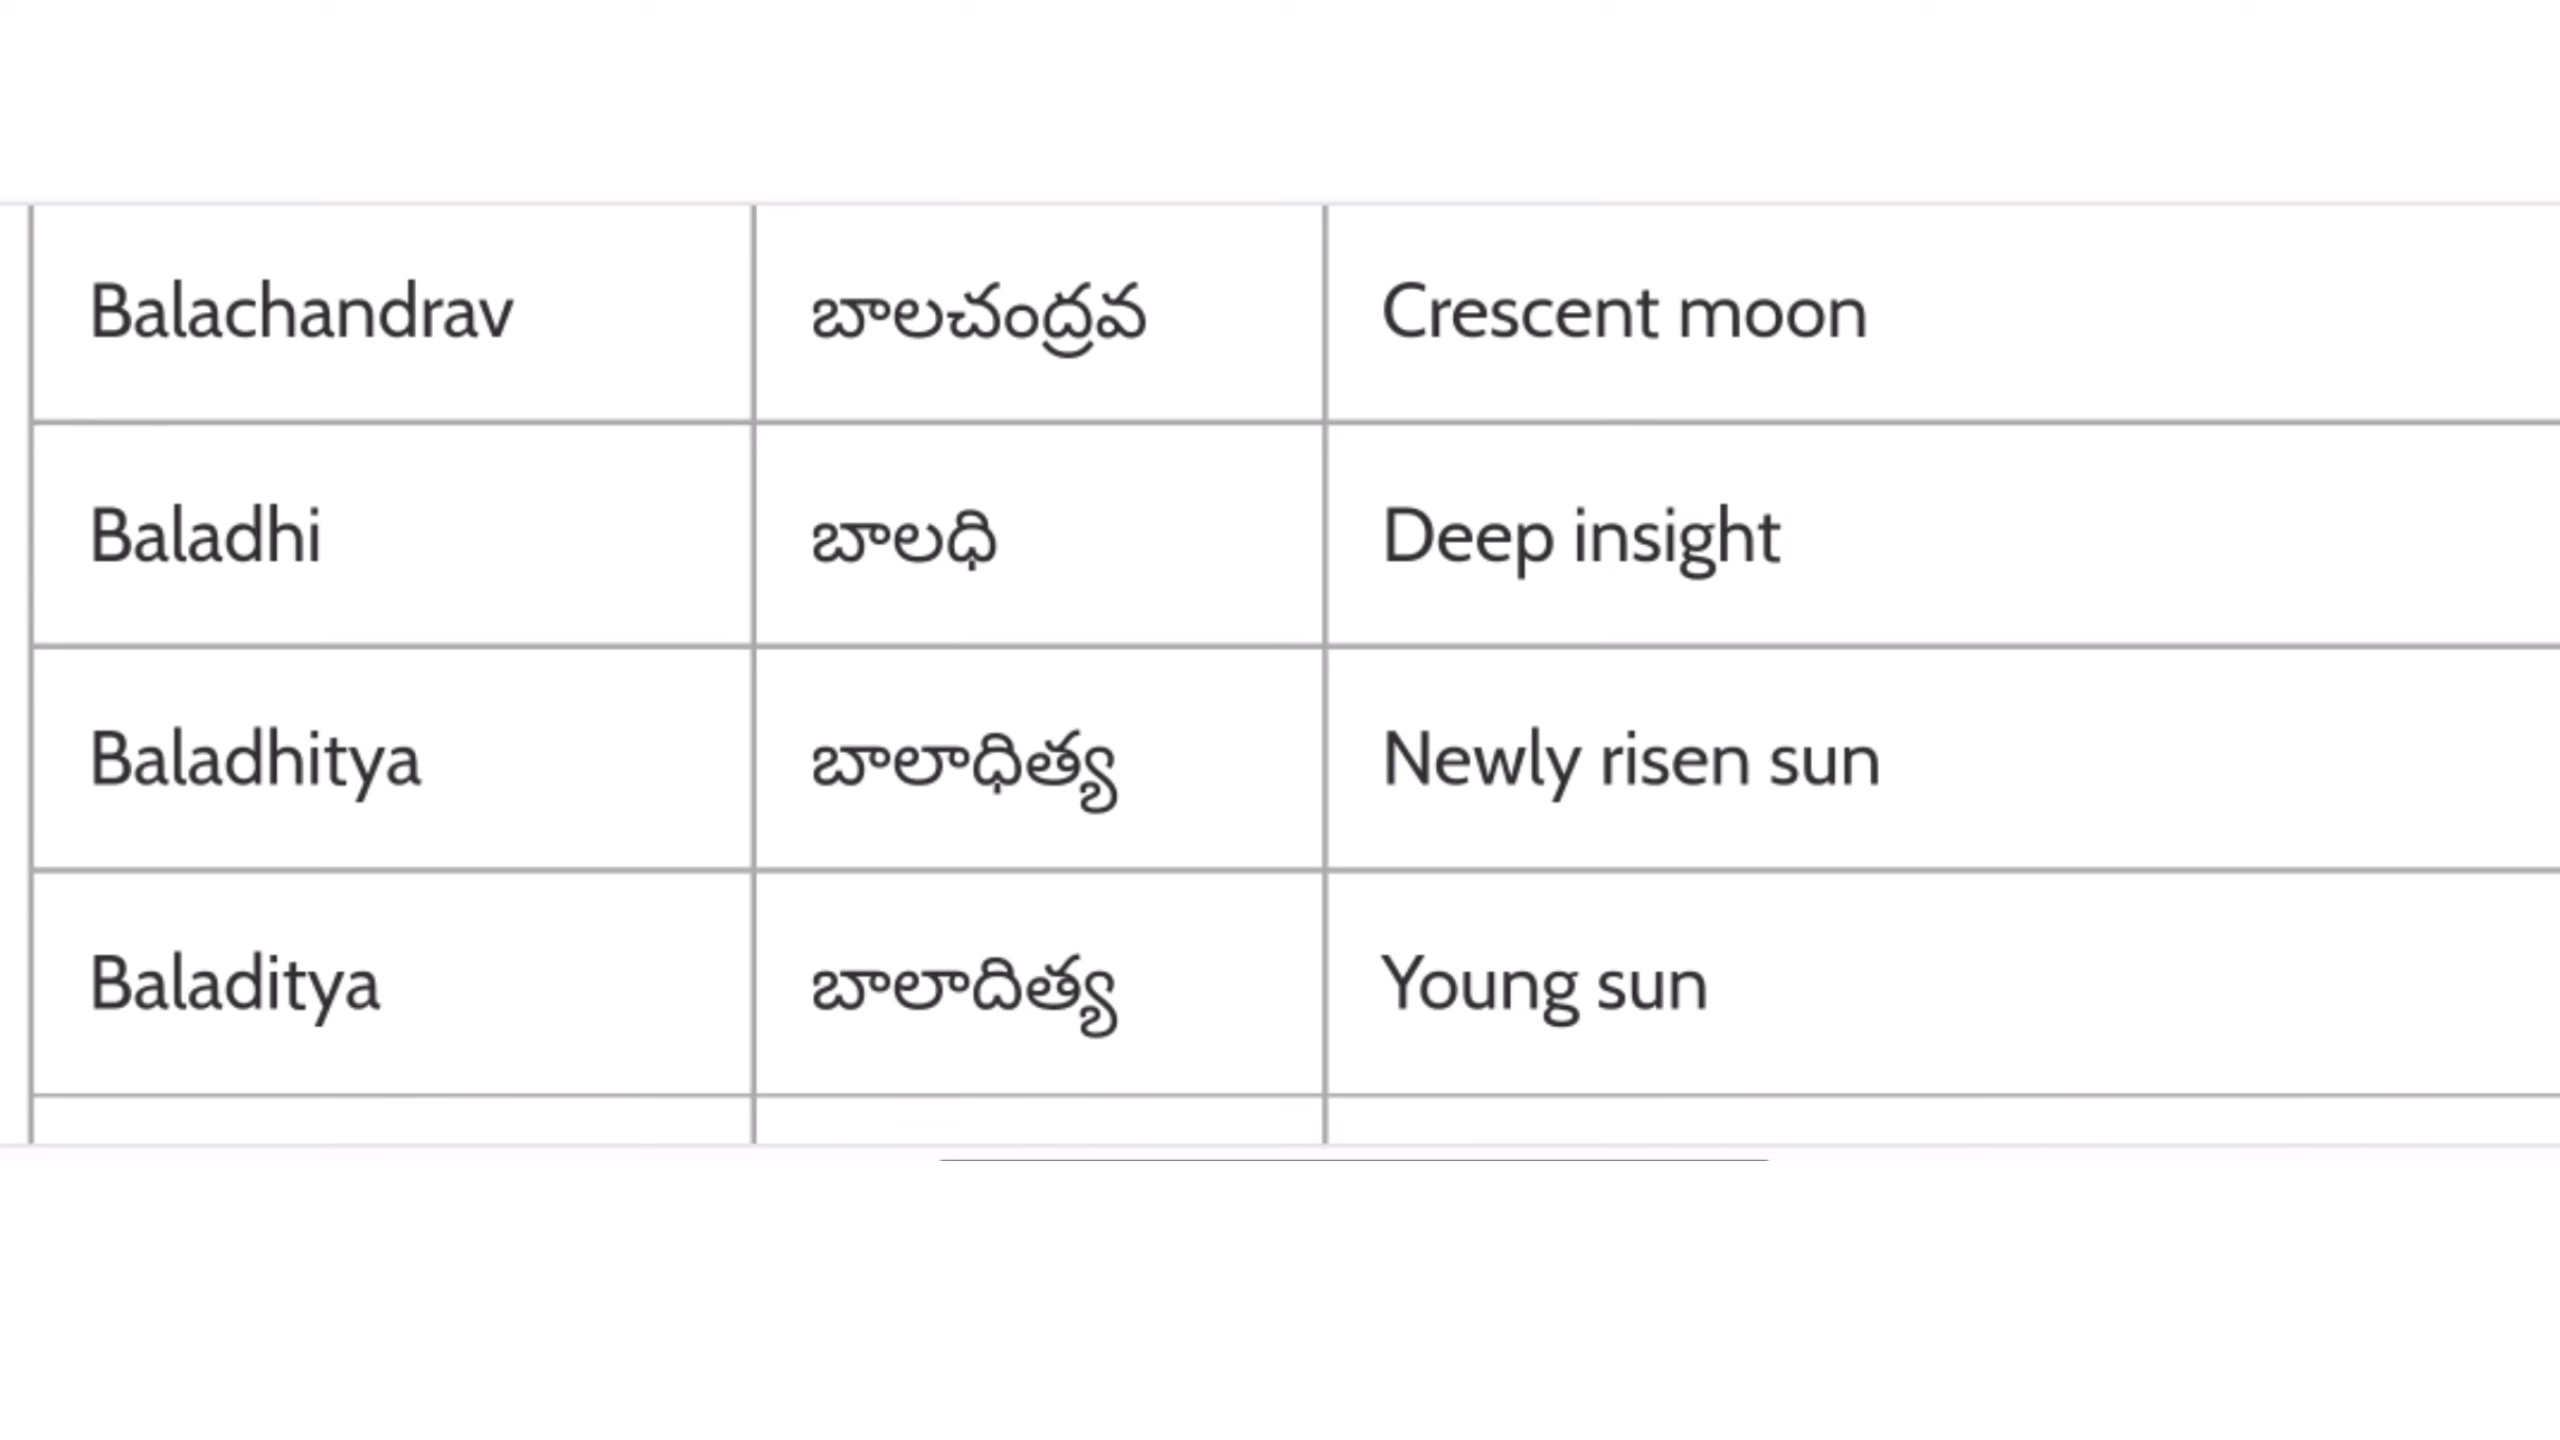 Balachandrav బాలచంద్రవ Crescent moon
Baladhi బాలధి Deep insight
Baladhitya బాలాధిత్య Newly risen sun
Baladitya బాలాదిత్య Young sun